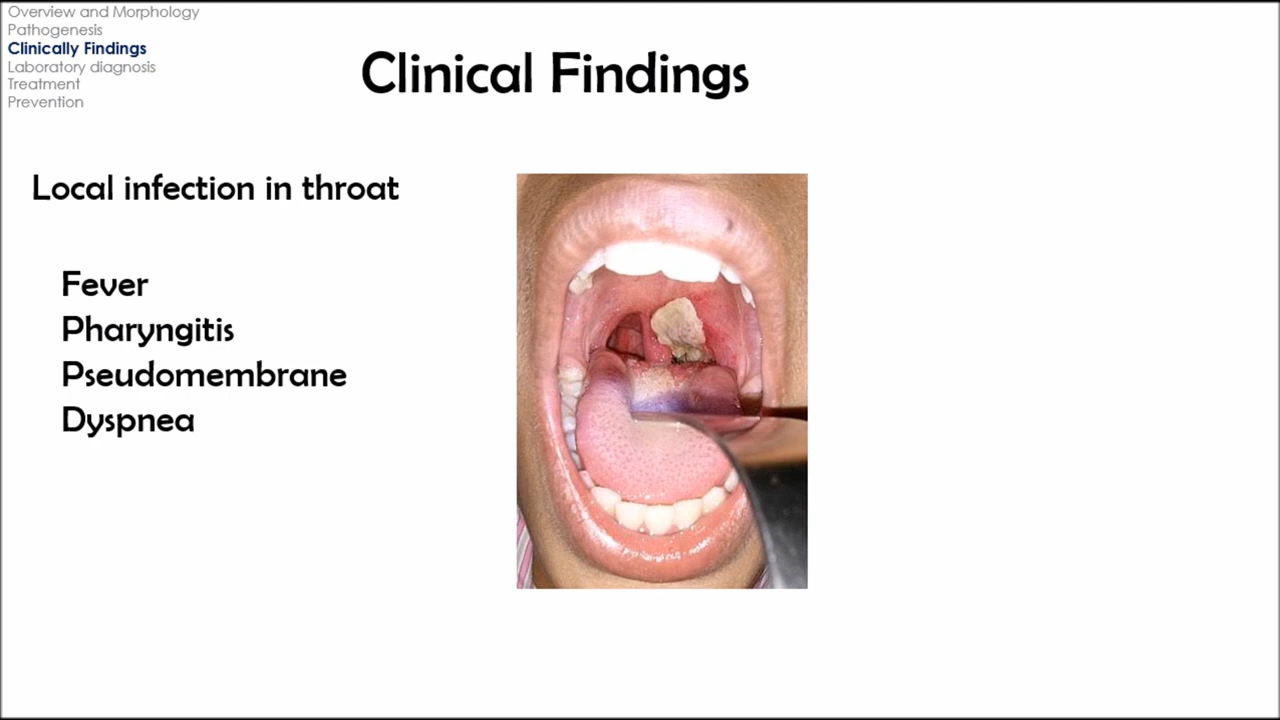 Overview and Morphology
Pathogenesis
Clinically Findings
Laboratory diagnosis
Treatment
Prevention
Clinical Findings
Local infection in throat
Fever
Pharyngitis
Pseudomembrane
Dyspnea